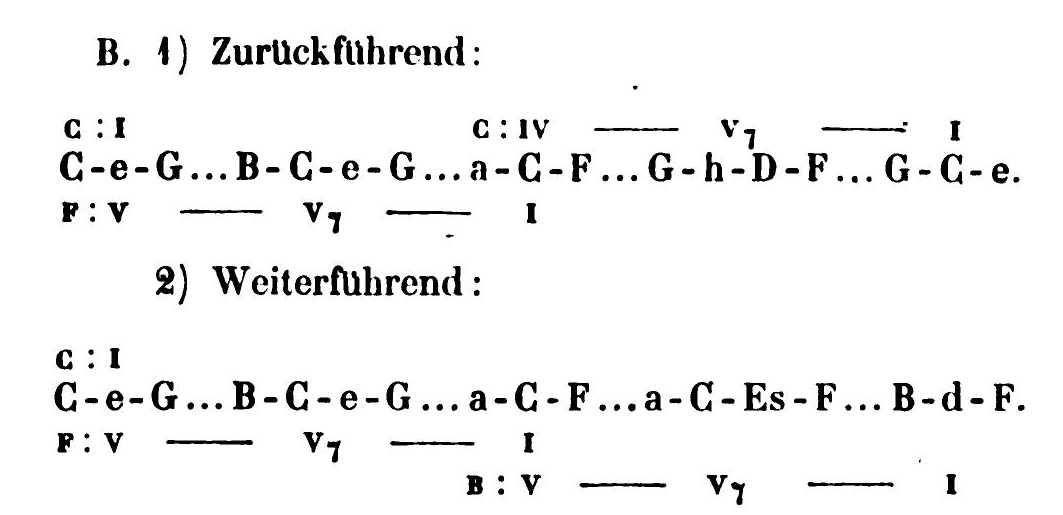 B. 1) Zurückführend:
C : I C : IV — V7 — I
C-e-G...B-C-e-G...a-C-F...G-h-D-F...G-C-e.
F : V — V7 — I
2) Weiterführend:
C : I
C-e-G...B-C-e-G...a-C-F...a-C-Es-F...B-d-F.
F : V — V7 — I
B : V — V7 — I